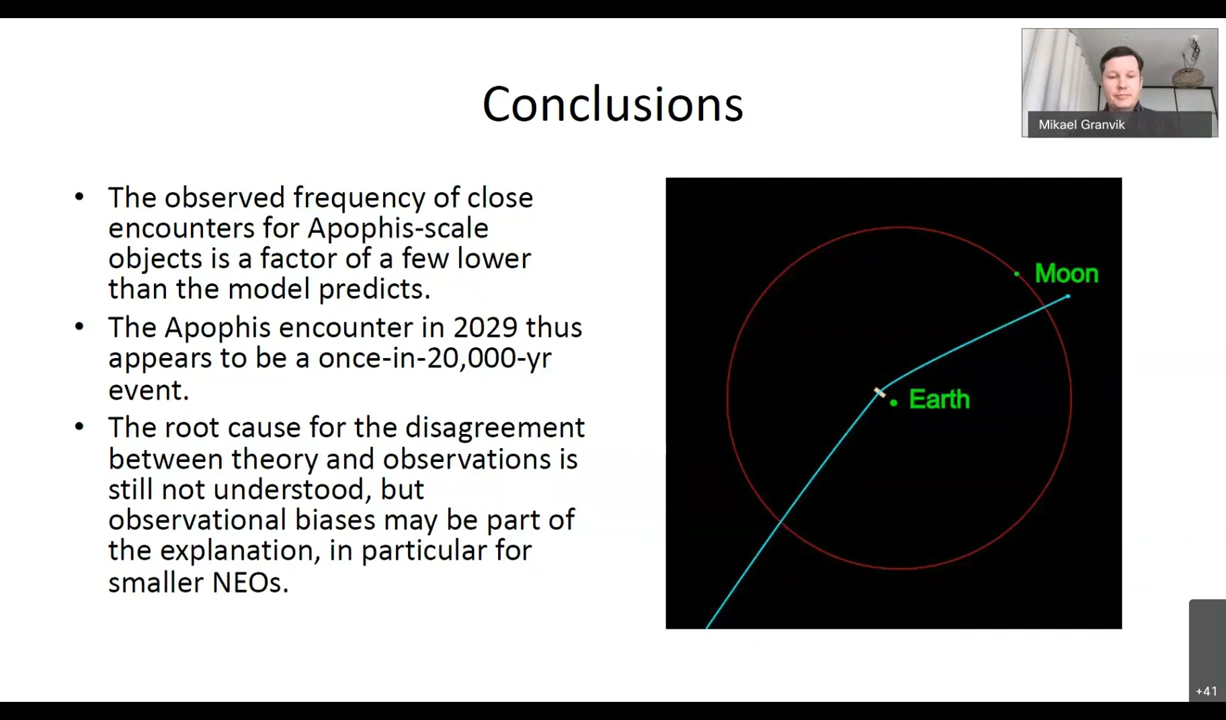 Conclusions
Mikael Granvik
• The observed frequency of close
encounters for Apophis-scale
objects is a factor of a few lower
than the model predicts.
• The Apophis encounter in 2029 thus
appears to be a once-in-20,000-yr
event.
• The root cause for the disagreement
between theory and observations is
still not understood, but
observational biases may be part of
the explanation, in particular for
smaller NEOs.
Moon
Earth
+41